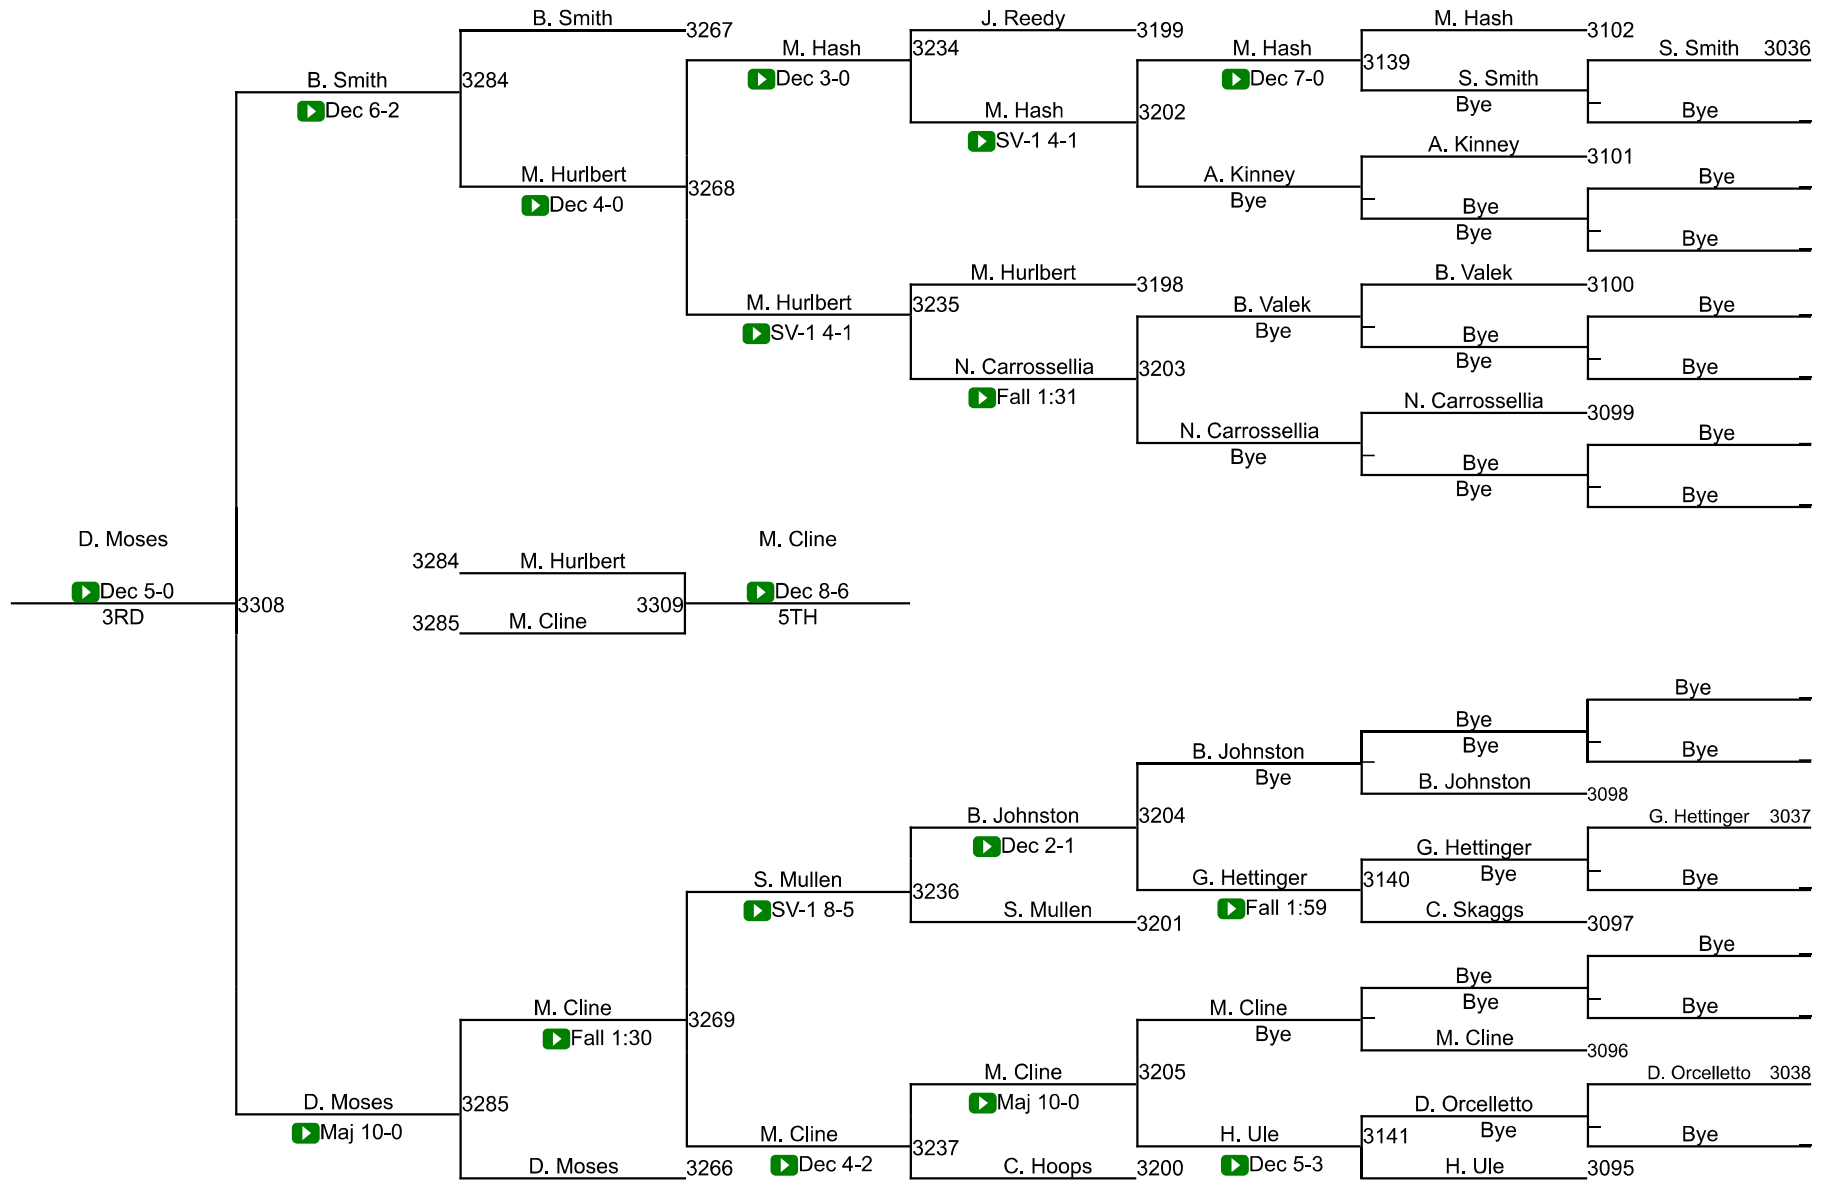 B. Smith
3267
J. Reedy
3199
M. Hash
3102
M. Hash
3234
M. Hash
3139
S. Smith 3036
B. Smith
3284
Dec 3-0
Dec 7-0
S. Smith
Dec 6-2
M. Hash
3202
Bye
Bye
SV-1 4-1
A. Kinney
3101
M. Hurlbert
3268
A. Kinney
Bye
Dec 4-0
Bye
Bye
Bye
Bye
M. Hurlbert
3198
B. Valek
3100
M. Hurlbert
3235
B. Valek
Bye
SV-1 4-1
Bye
Bye
N. Carrossellia
3203
Bye
Bye
Fall 1:31
N. Carrossellia
3099
N. Carrossellia
Bye
Bye
Bye
Bye
Bye
D. Moses
M. Cline
3284
M. Hurlbert
Dec 5-0
3308
3309
Dec 8-6
3RD
3285
M. Cline
5TH
Bye
Bye
B. Johnston
Bye
Bye
Bye
B. Johnston
3098
B. Johnston
3204
G. Hettinger 3037
Dec 2-1
G. Hettinger
S. Mullen
3236
G. Hettinger
3140
Bye
Bye
SV-1 8-5
S. Mullen
3201
Fall 1:59
C. Skaggs
3097
Bye
Bye
M. Cline
3269
M. Cline
Bye
Bye
Fall 1:30
Bye
M. Cline
3096
M. Cline
3205
D. Orcelletto 3038
D. Moses
3285
Maj 10-0
D. Orcelletto
Maj 10-0
M. Cline
3237
H. Ule
3141
Bye
Bye
D. Moses
3266
Dec 4-2
C. Hoops
3200
Dec 5-3
H. Ule
3095